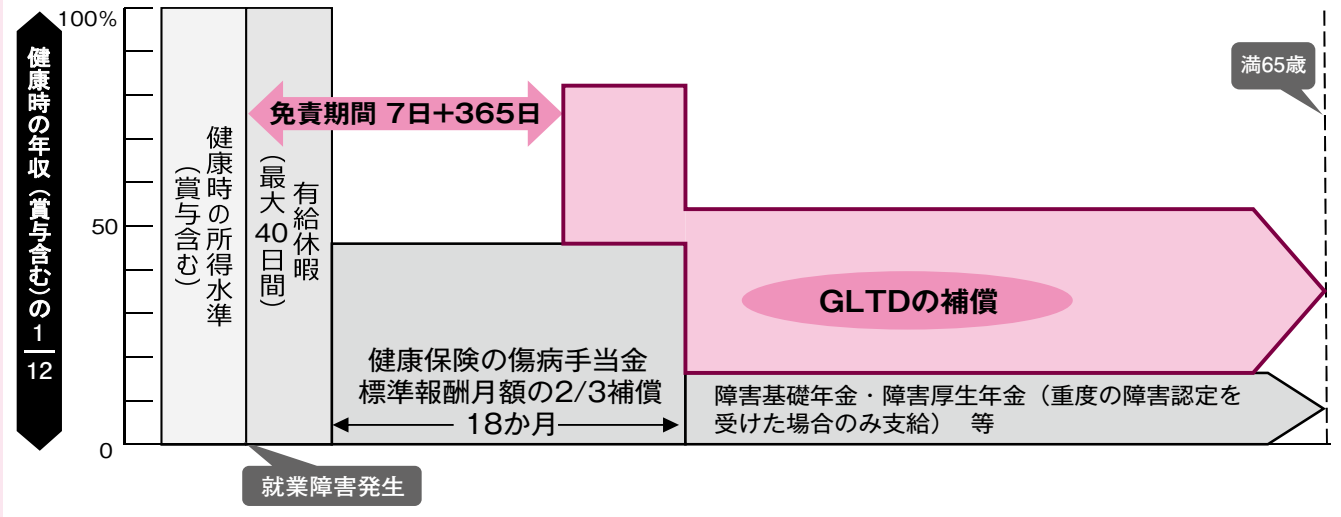 健康時の年収（賞与含む）の1/12
100%
50
0
健康時の所得水準
（賞与含む）
有給休暇
（最大40日間）
免責期間 7日+365日
満65歳
GLTDの補償
健康保険の傷病手当金
標準報酬月額の2/3補償
18か月
障害基礎年金・障害厚生年金（重度の障害認定を
受けた場合のみ支給）　等
就業障害発生